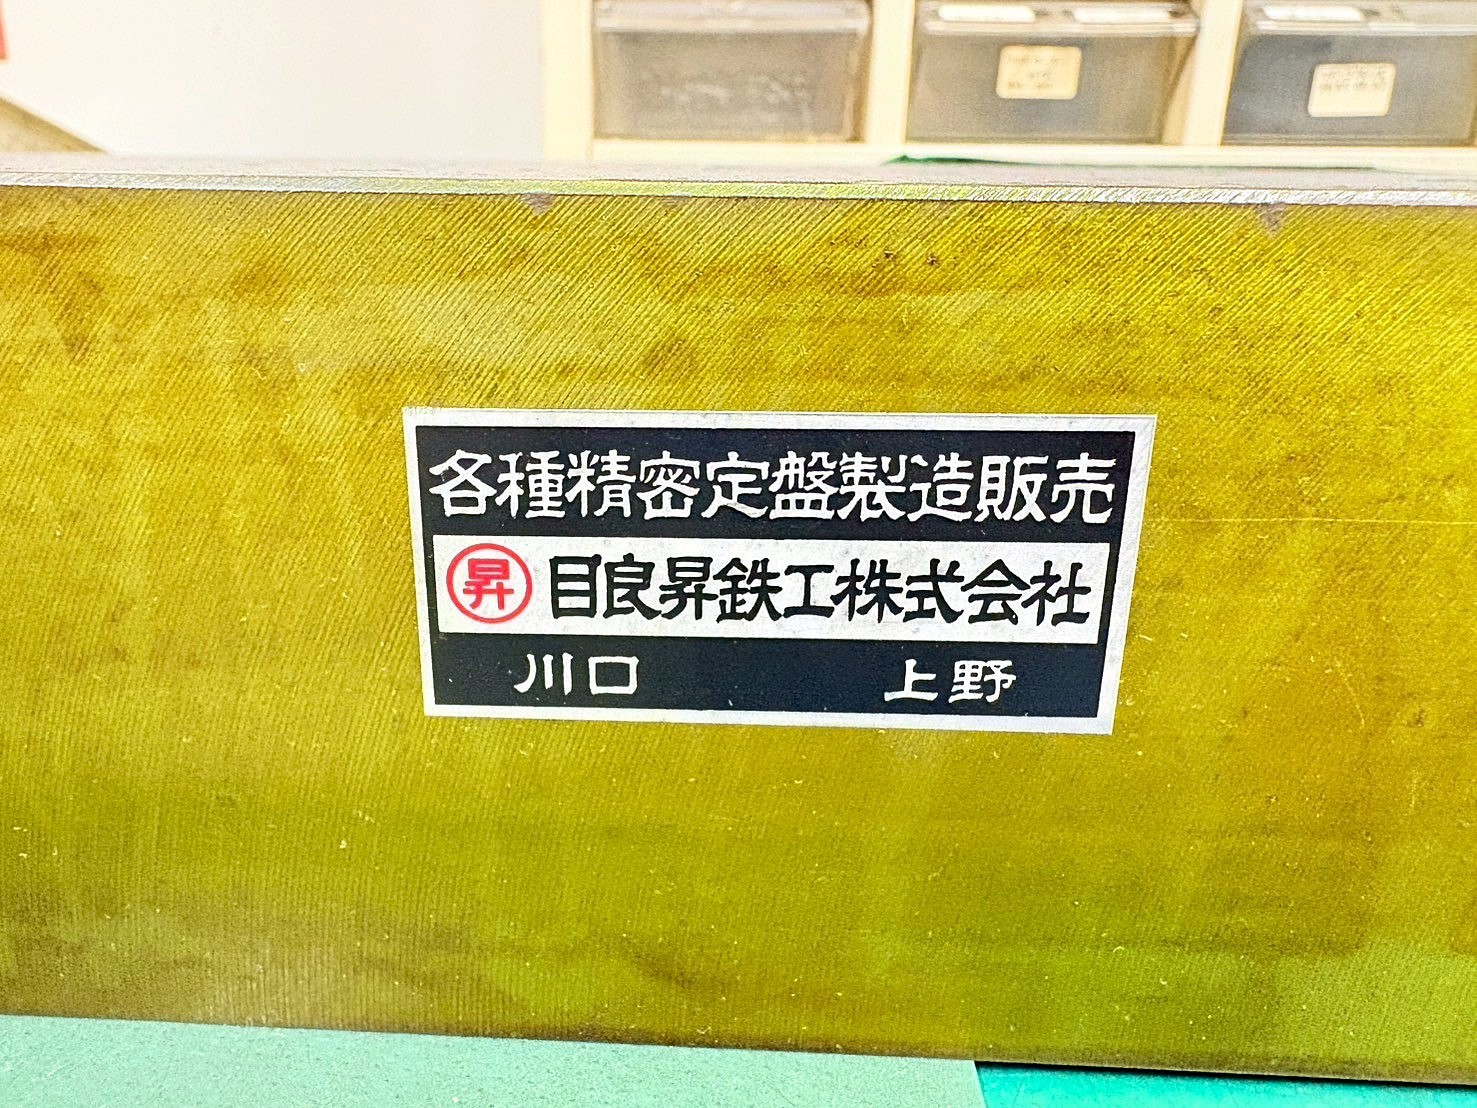 各種精密定盤製造販売
昇 目良昇鉄工株式会社
川口 上野